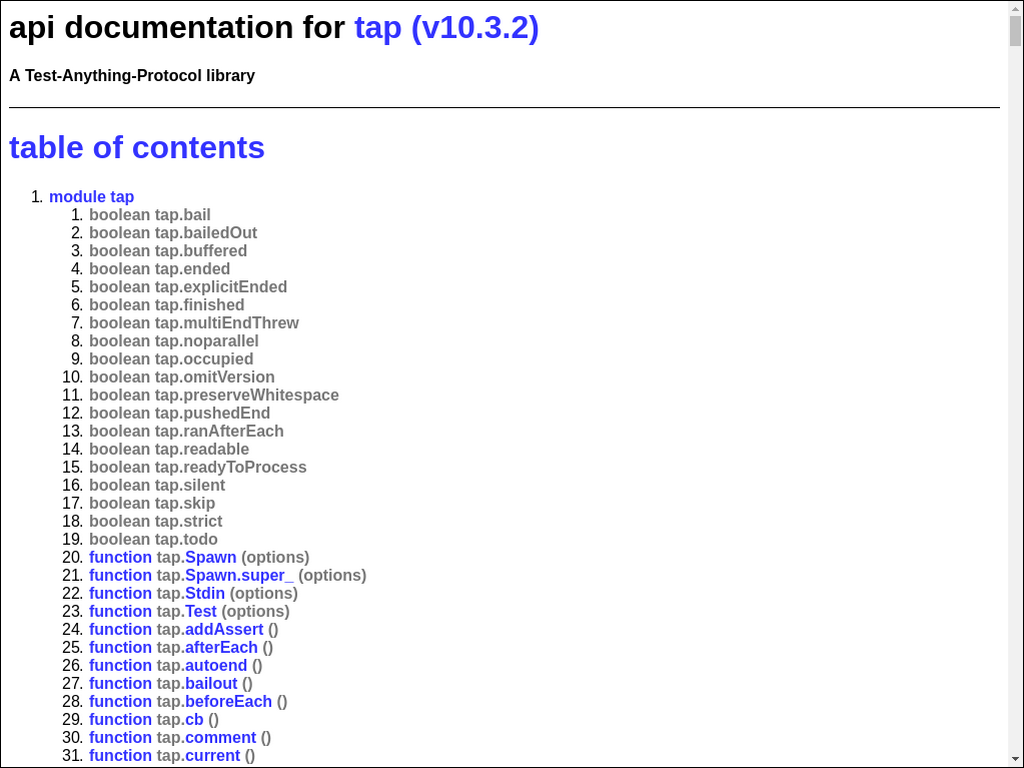 api documentation for tap (v10.3.2)
A Test-Anything-Protocol library
table of contents
1. module tap
1. boolean tap.bail
2. boolean tap.bailedOut
3. boolean tap.buffered
4. boolean tap.ended
5. boolean tap.explicitEnded
6. boolean tap.finished
7. boolean tap.multiEndThrew
8. boolean tap.noparallel
9. boolean tap.occupied
10. boolean tap.omitVersion
11. boolean tap.preserveWhitespace
12. boolean tap.pushedEnd
13. boolean tap.ranAfterEach
14. boolean tap.readable
15. boolean tap.readyToProcess
16. boolean tap.silent
17. boolean tap.skip
18. boolean tap.strict
19. boolean tap.todo
20. function tap.Spawn (options)
21. function tap.Spawn.super_ (options)
22. function tap.Stdin (options)
23. function tap.Test (options)
24. function tap.addAssert ()
25. function tap.afterEach ()
26. function tap.autoend ()
27. function tap.bailout ()
28. function tap.beforeEach ()
29. function tap.cb ()
30. function tap.comment ()
31. function tap.current ()